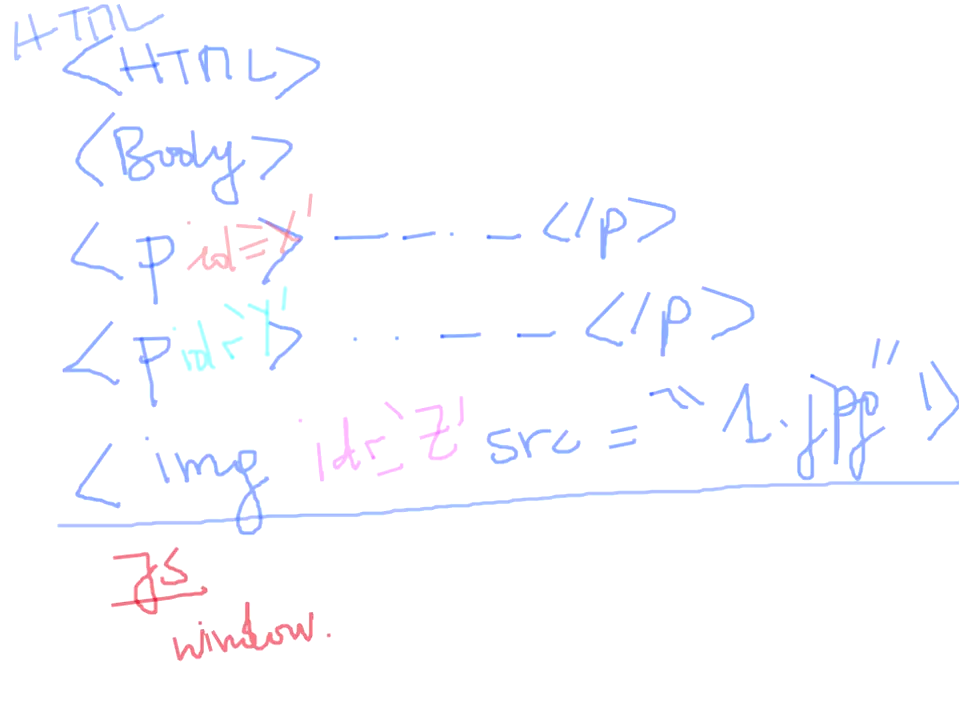 HTML
<HTML>
<Body>
<p id='X'> - - - - </p>
<p id='Y'> . . - - - </p>
<img id='Z' src = "1.jpg" />
JS
window.